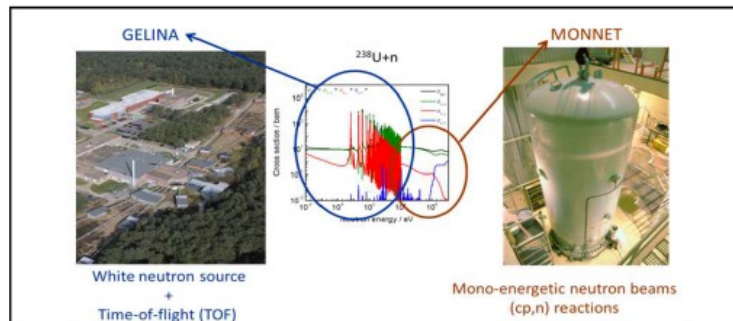 GELINA
MONNET
²³⁸U+n
Cross section / barn
Neutron energy / eV
White neutron source
+
Time-of-flight (TOF)
Mono-energetic neutron beams
(cp,n) reactions